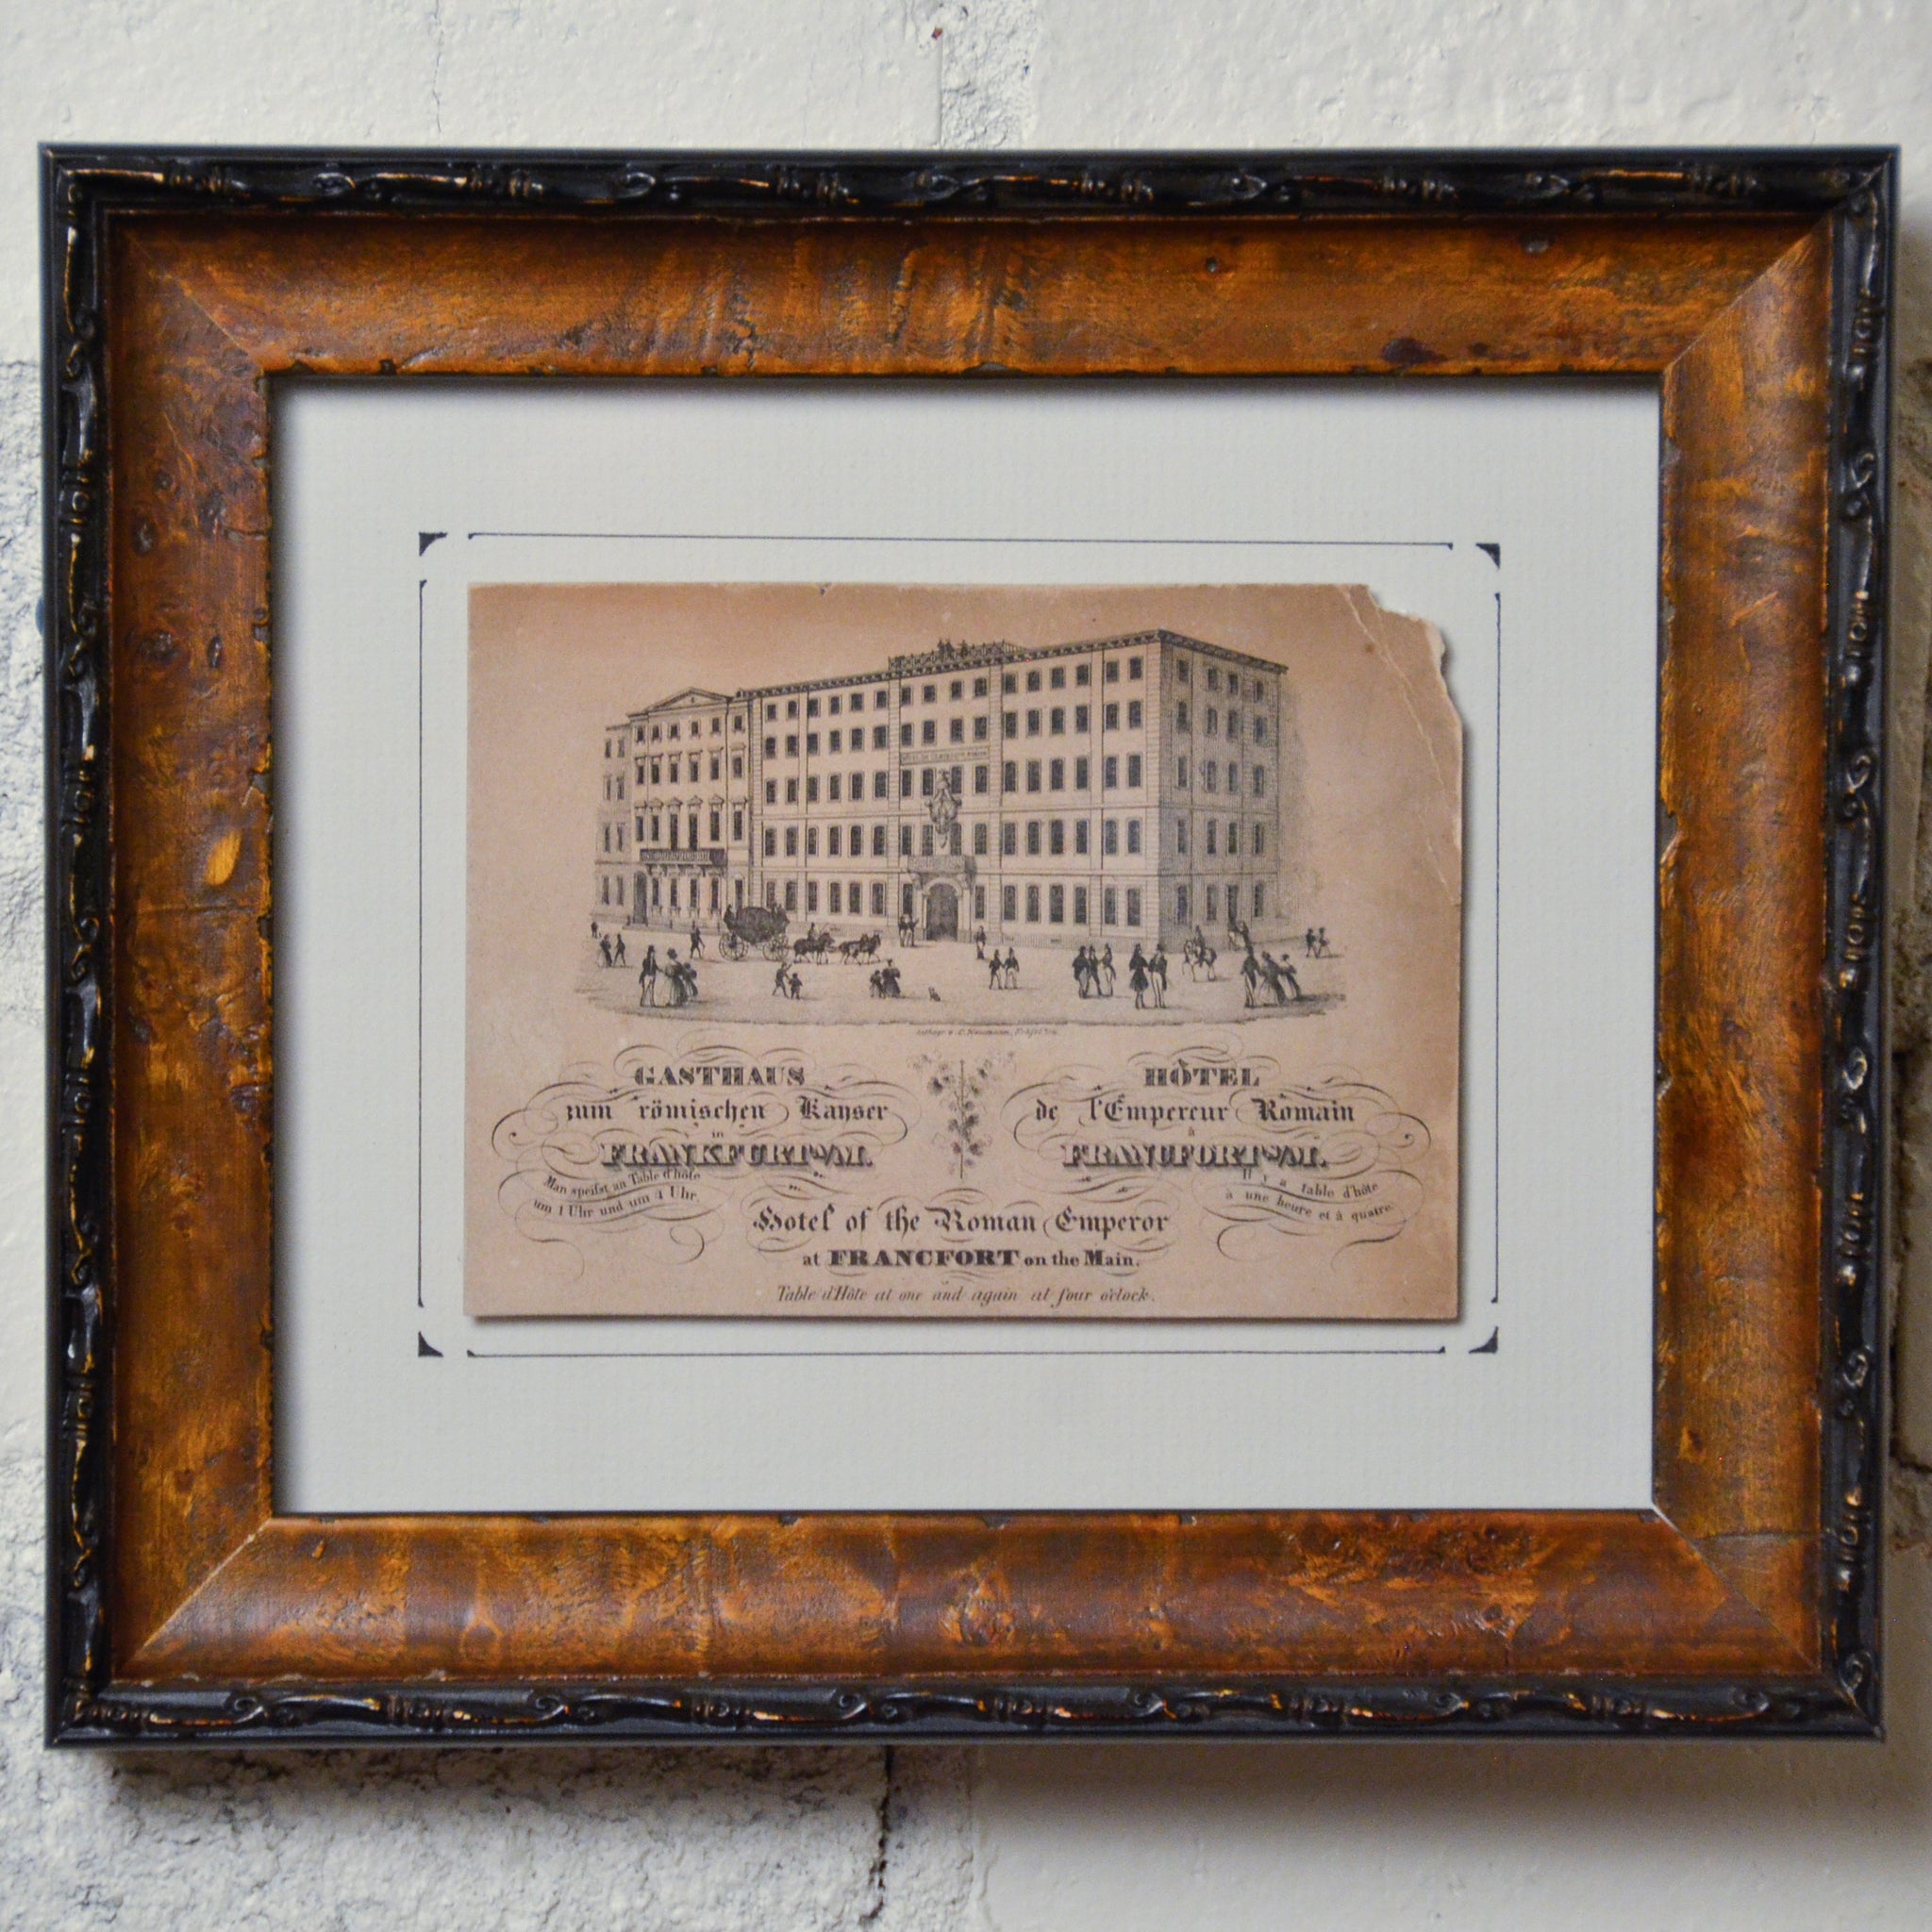 GASTHAUS
zum römischen Kayser
in
FRANKFURT a/M.
Man speifst an Table d'hôte
um 1 Uhr und um 4 Uhr.
HÔTEL
de l'Empereur Romain
à
FRANCFORT s/M.
Il y a table d'hôte
à une heure et à quatre.
Hotel of the Roman Emperor
at FRANCFORT on the Main.
Table d'Hôte at one and again at four o'clock.